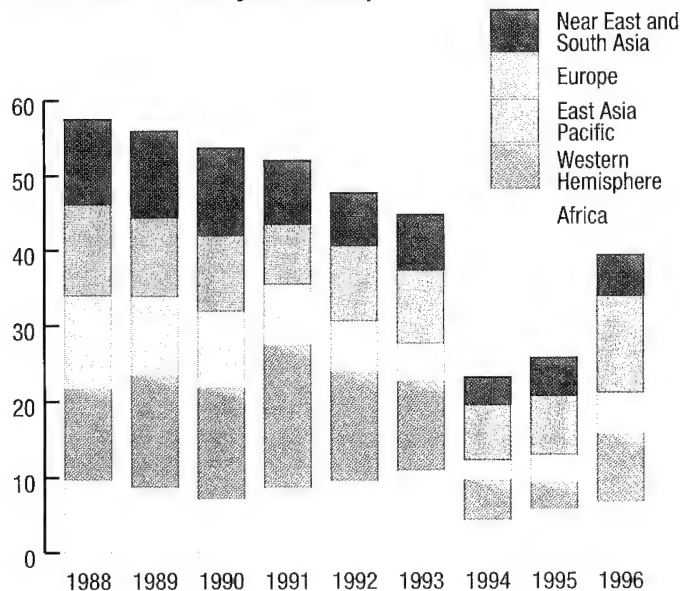 Near East and
South Asia
Europe
East Asia
Pacific
Western
Hemisphere
Africa
60
50
40
30
20
10
0
1988 1989 1990 1991 1992 1993 1994 1995 1996